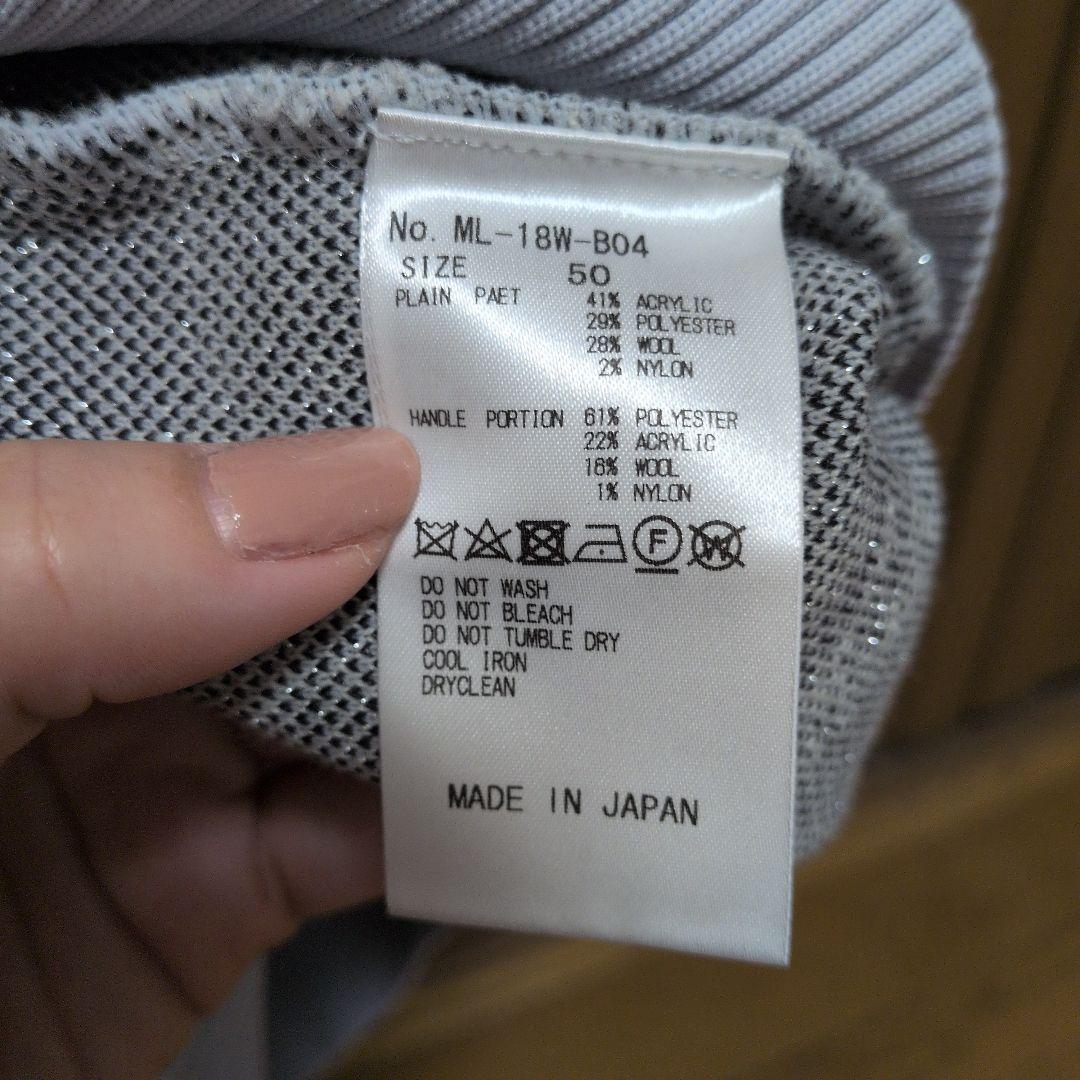 No. ML-18W-B04
SIZE 50
PLAIN PAET 41% ACRYLIC
29% POLYESTER
28% WOOL
2% NYLON
HANDLE PORTION 61% POLYESTER
22% ACRYLIC
16% WOOL
1% NYLON
F W
DO NOT WASH
DO NOT BLEACH
DO NOT TUMBLE DRY
COOL IRON
DRYCLEAN
MADE IN JAPAN